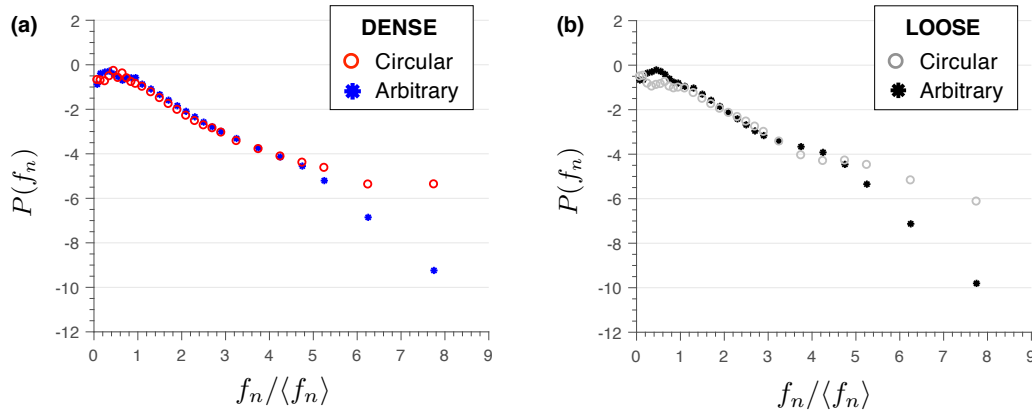 (a)
DENSE
Circular
Arbitrary
2
0
-2
-4
-6
-8
-10
-12
0 1 2 3 4 5 6 7 8 9
P(f_n)
f_n/⟨f_n⟩
(b)
LOOSE
Circular
Arbitrary
2
0
-2
-4
-6
-8
-10
-12
0 1 2 3 4 5 6 7 8 9
P(f_n)
f_n/⟨f_n⟩